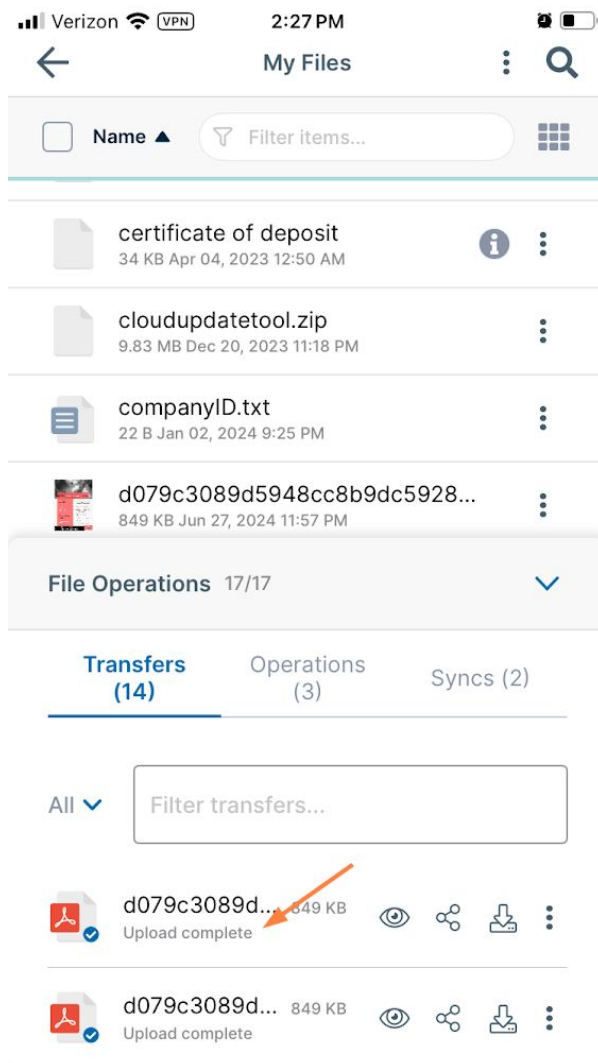 Verizon VPN 2:27 PM
My Files
Name Filter items...
certificate of deposit
34 KB Apr 04, 2023 12:50 AM
cloudupdatetool.zip
9.83 MB Dec 20, 2023 11:18 PM
companyID.txt
22 B Jan 02, 2024 9:25 PM
d079c3089d5948cc8b9dc5928...
849 KB Jun 27, 2024 11:57 PM
File Operations 17/17
Transfers Operations Syncs (2)
(14) (3)
All Filter transfers...
d079c3089d... 849 KB
Upload complete
d079c3089d... 849 KB
Upload complete